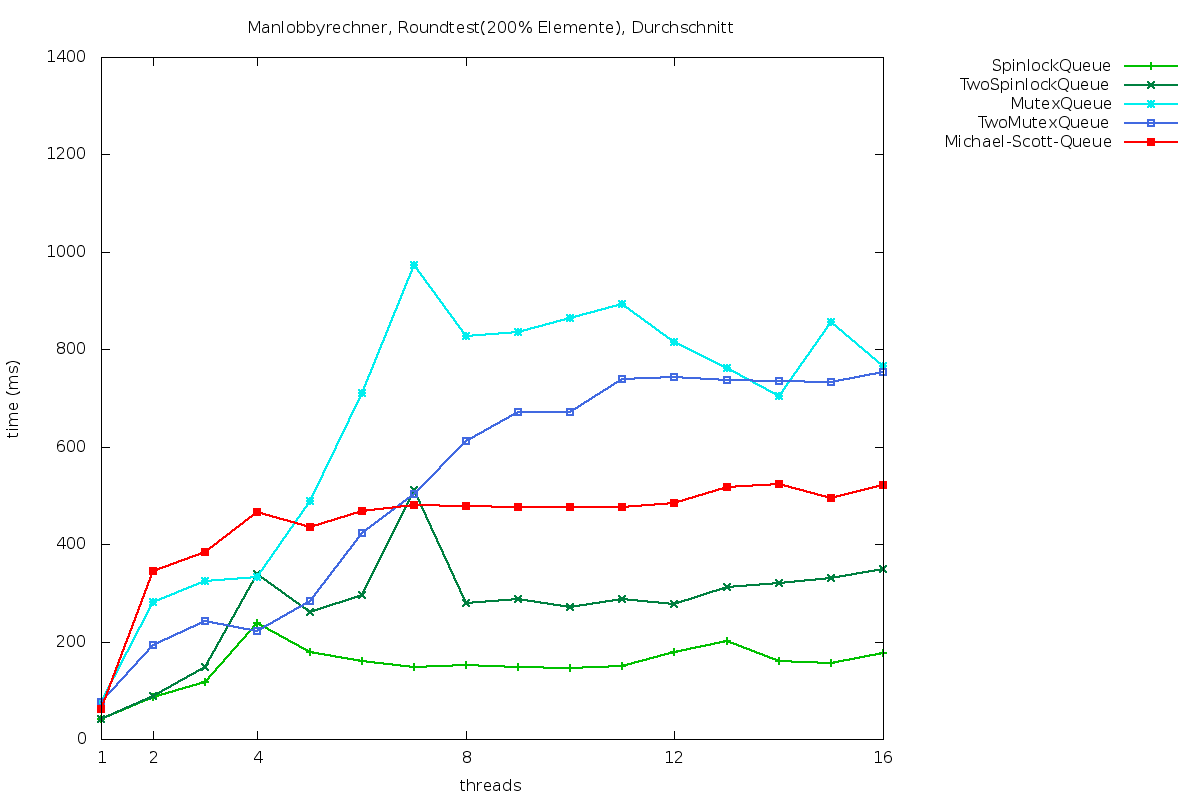 Manlobbyrechner, Roundtest(200% Elemente), Durchschnitt
1400
1200
1000
800
600
400
200
0
time (ms)
1 2 4 8 12 16
threads
SpinlockQueue
TwoSpinlockQueue
MutexQueue
TwoMutexQueue
Michael-Scott-Queue